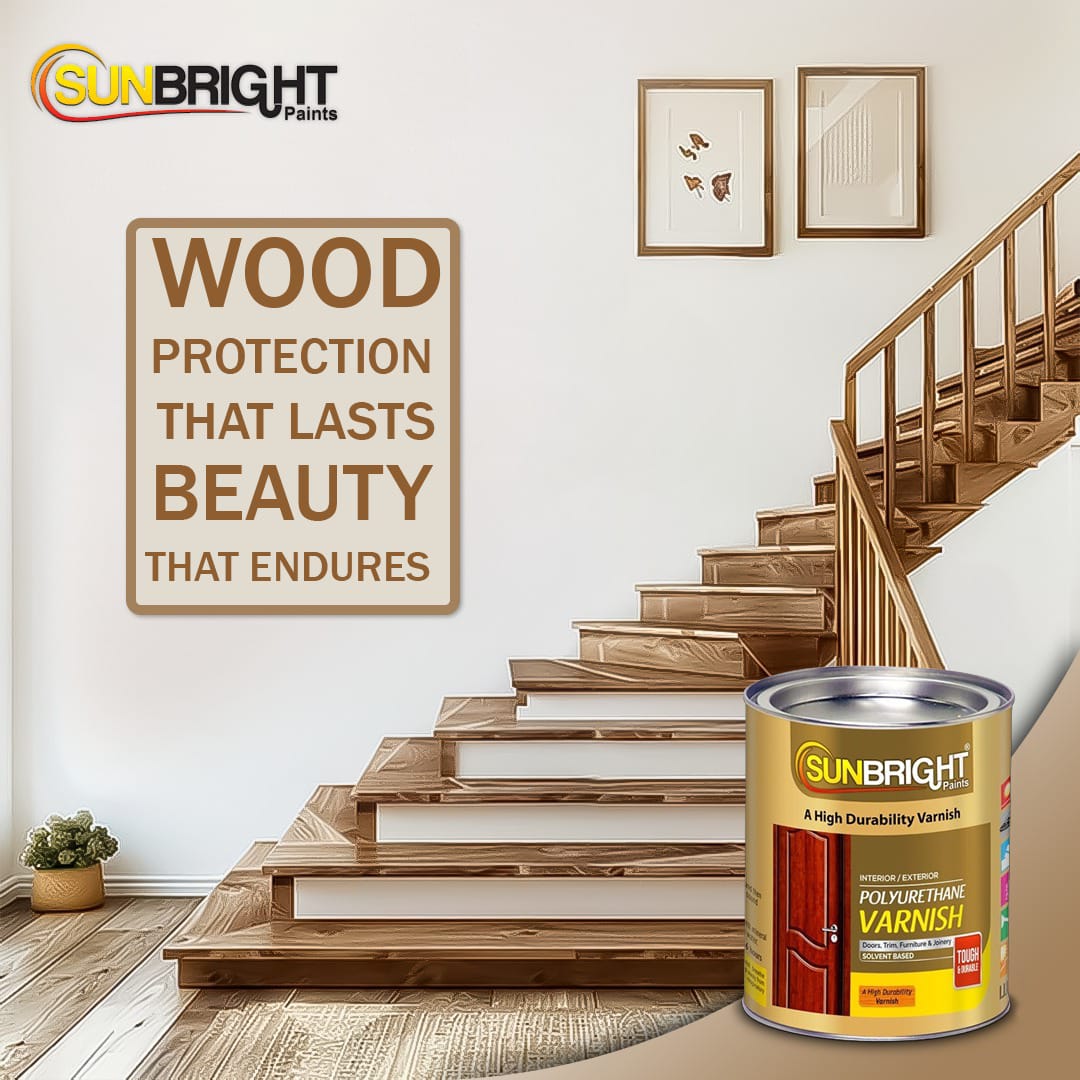 SUNBRIGHT
Paints
WOOD
PROTECTION
THAT LASTS
BEAUTY
THAT ENDURES
SUNBRIGHT®
Paints
A High Durability Varnish
INTERIOR / EXTERIOR
POLYURETHANE
VARNISH
Doors, Trim, Furniture & Joinery
SOLVENT BASED
TOUGH
& DURABLE
A High Durability
Varnish